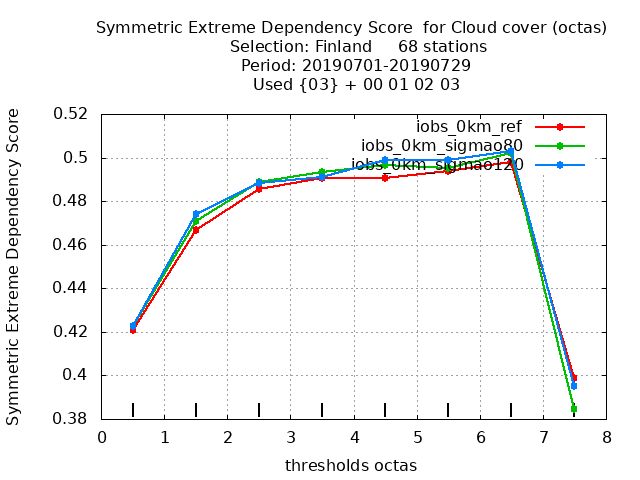 Symmetric Extreme Dependency Score  for Cloud cover (octas)
Selection: Finland     68 stations
Period: 20190701-20190729
Used {03} + 00 01 02 03
Symmetric Extreme Dependency Score
0.52
0.5
0.48
0.46
0.44
0.42
0.4
0.38
iobs_0km_ref
iobs_0km_sigmao80
iobs_0km_sigmao120
0 1 2 3 4 5 6 7 8
thresholds octas